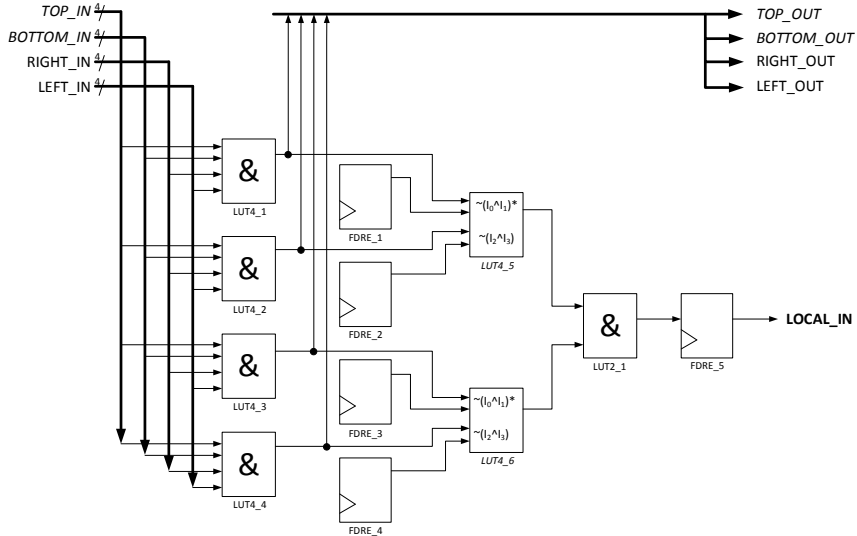 TOP_IN 4
BOTTOM_IN 4
RIGHT_IN 4
LEFT_IN 4
TOP_OUT
BOTTOM_OUT
RIGHT_OUT
LEFT_OUT
&
LUT4_1
FDRE_1
~(I₀^I₁)*
~(I₂^I₃)
LUT4_5
&
LUT4_2
FDRE_2
&
LUT2_1
FDRE_5
LOCAL_IN
&
LUT4_3
FDRE_3
~(I₀^I₁)*
~(I₂^I₃)
LUT4_6
&
LUT4_4
FDRE_4